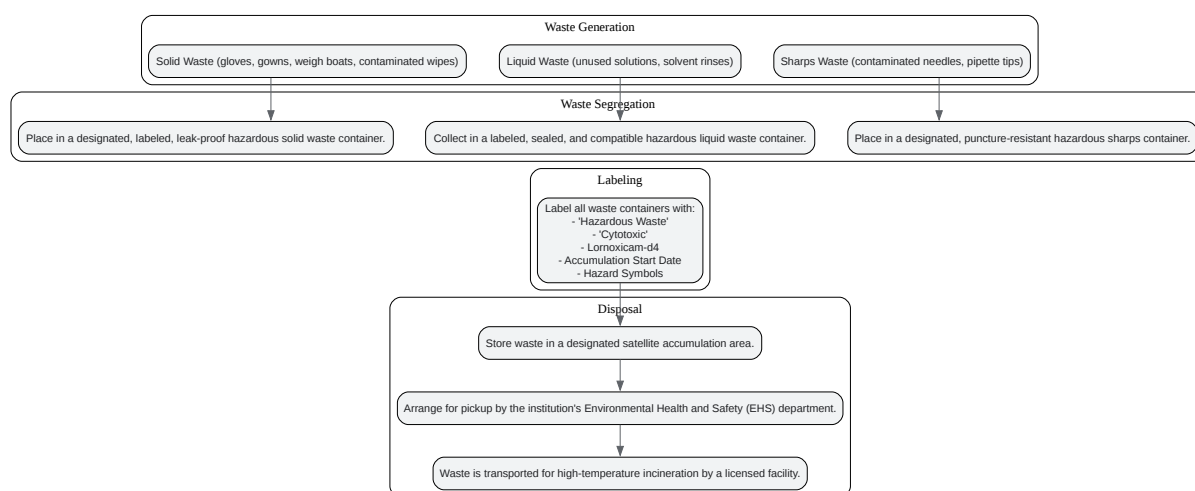 Waste Generation
Solid Waste (gloves, gowns, weigh boats, contaminated wipes)
Liquid Waste (unused solutions, solvent rinses)
Sharps Waste (contaminated needles, pipette tips)
Waste Segregation
Place in a designated, labeled, leak-proof hazardous solid waste container.
Collect in a labeled, sealed, and compatible hazardous liquid waste container.
Place in a designated, puncture-resistant hazardous sharps container.
Labeling
Label all waste containers with:
- 'Hazardous Waste'
- 'Cytotoxic'
- Lornoxicam-d4
- Accumulation Start Date
- Hazard Symbols
Disposal
Store waste in a designated satellite accumulation area.
Arrange for pickup by the institution's Environmental Health and Safety (EHS) department.
Waste is transported for high-temperature incineration by a licensed facility.